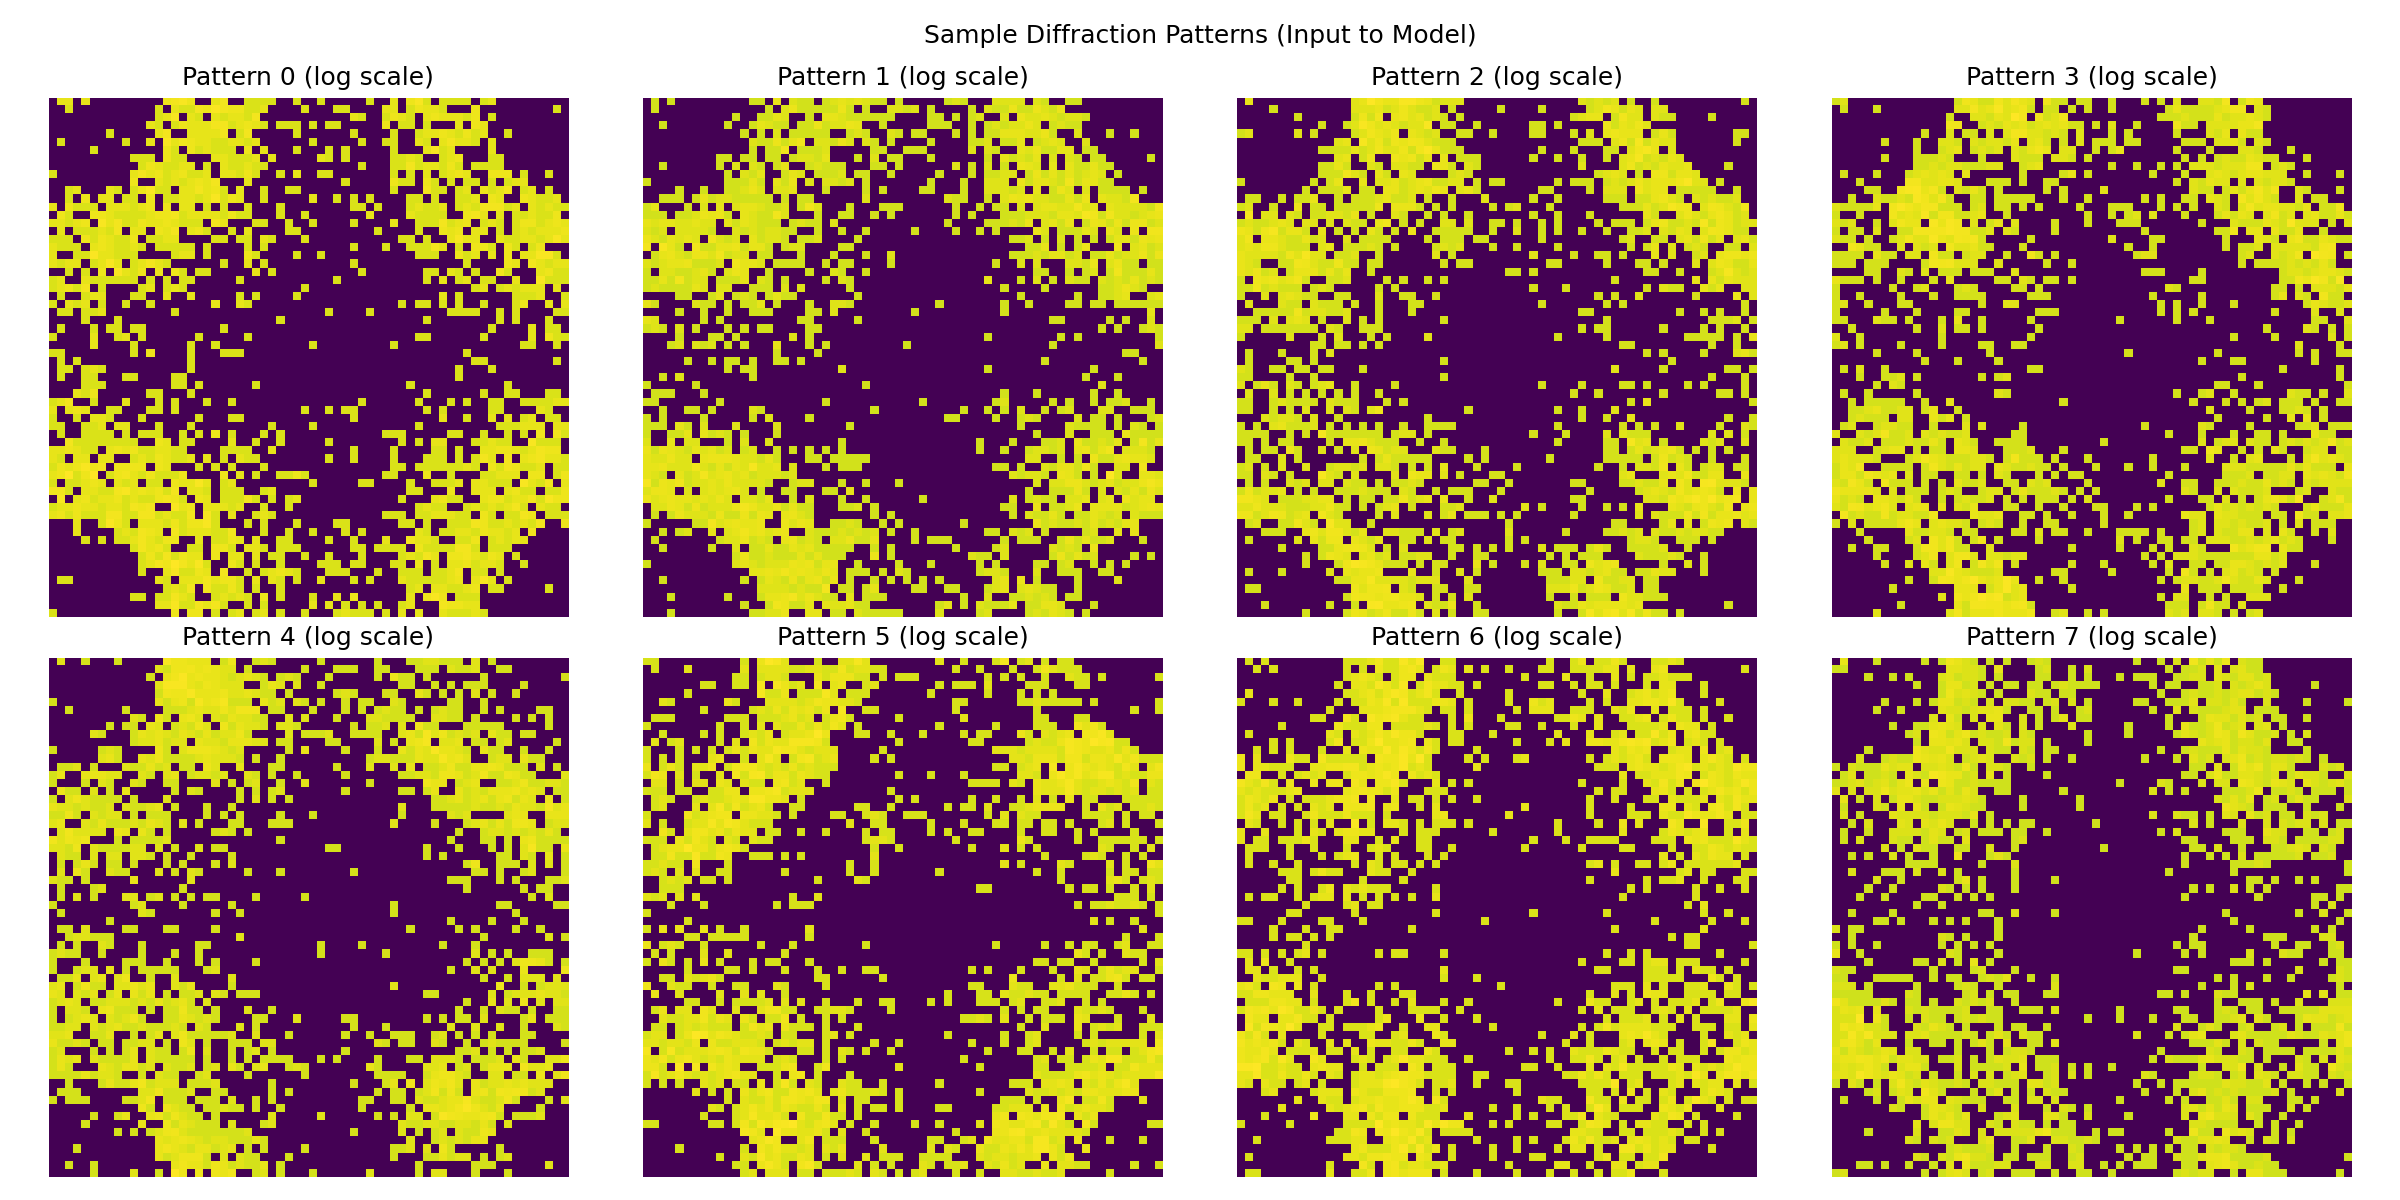 Sample Diffraction Patterns (Input to Model)
Pattern 0 (log scale)
Pattern 1 (log scale)
Pattern 2 (log scale)
Pattern 3 (log scale)
Pattern 4 (log scale)
Pattern 5 (log scale)
Pattern 6 (log scale)
Pattern 7 (log scale)